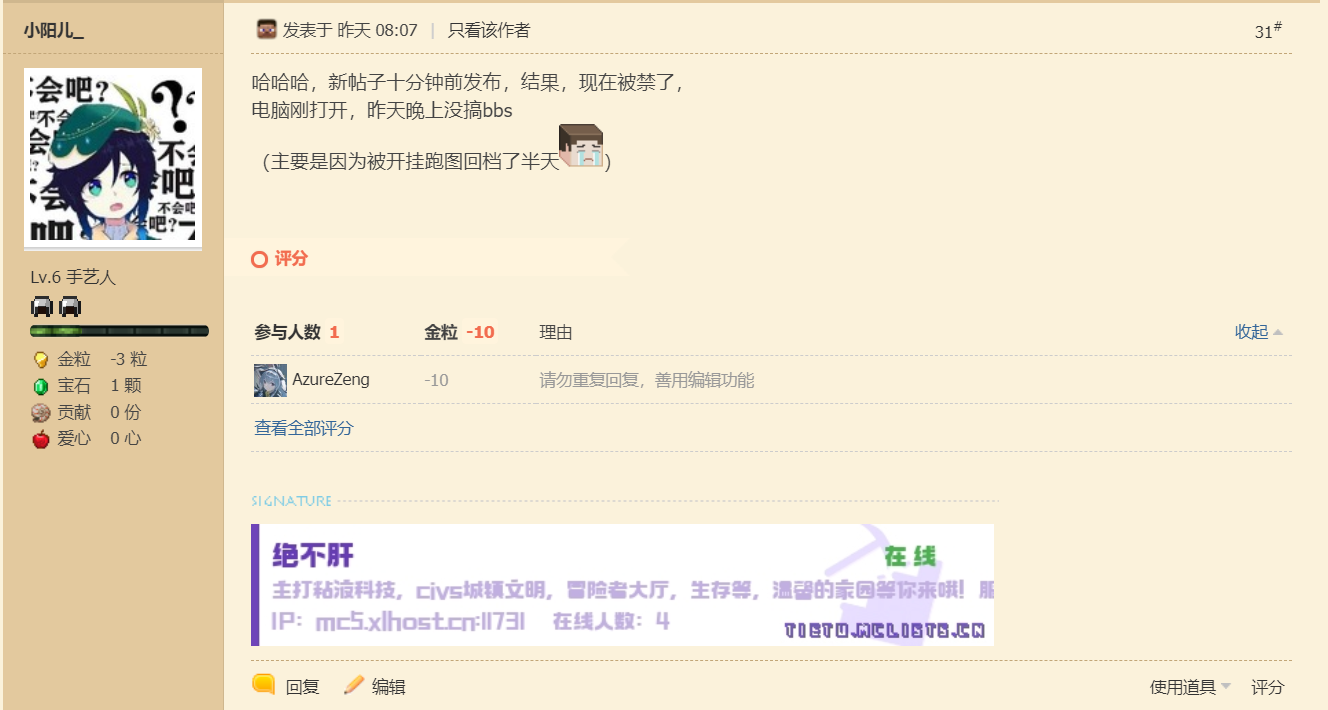 小阳儿_
会吧?
不会
不会
吧
不会吧?
Lv.6 手艺人
金粒 -3 粒
宝石 1 颗
贡献 0 份
爱心 0 心
发表于 昨天 08:07 | 只看该作者
31#
哈哈哈，新帖子十分钟前发布，结果，现在被禁了，
电脑刚打开，昨天晚上没搞bbs
（主要是因为被开挂跑图回档了半天）
评分
参与人数 1 金粒 -10 理由 收起
AzureZeng -10 请勿重复回复，善用编辑功能
查看全部评分
SIGNATURE
绝不肝 在线
主打粘液科技，civs城镇文明，冒险者大厅，生存等，温馨的家园等你来哦！服
IP：mc5.xlhost.cn:11731 在线人数：4
回复 编辑 使用道具 评分